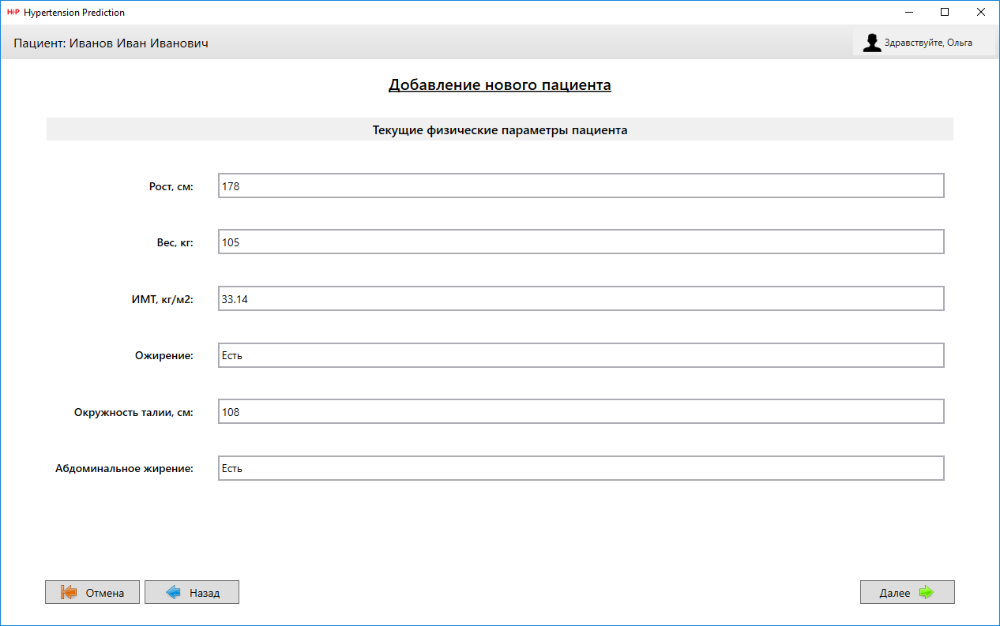 H+P Hypertension Prediction
Пациент: Иванов Иван Иванович
Здравствуйте, Ольга
Добавление нового пациента
Текущие физические параметры пациента
Рост, см: 178
Вес, кг: 105
ИМТ, кг/м2: 33.14
Ожирение: Есть
Окружность талии, см: 108
Абдоминальное жирение: Есть
Отмена Назад Далее